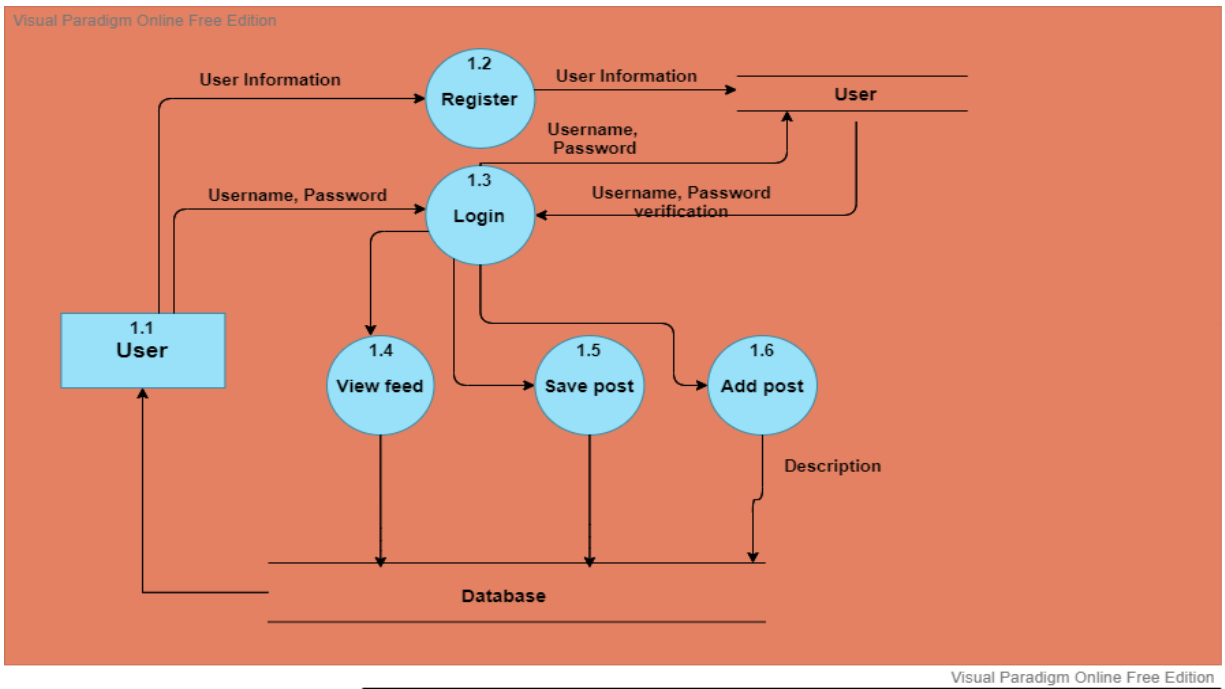 Visual Paradigm Online Free Edition
1.2
Register
User Information
User Information
User
Username,
Password
1.3
Login
Username, Password
Username, Password
verification
1.1
User
1.4
View feed
1.5
Save post
1.6
Add post
Description
Database
Visual Paradigm Online Free Edition